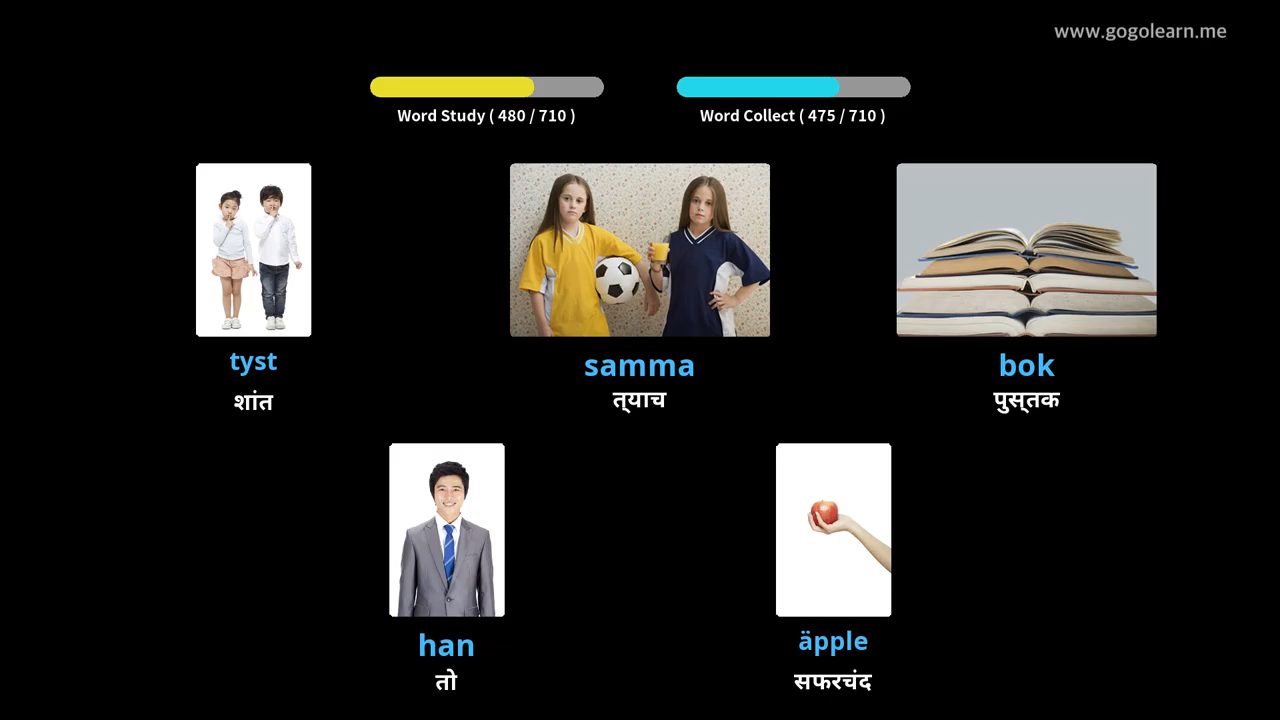 www.gogolearn.me
Word Study ( 480 / 710 )
Word Collect ( 475 / 710 )
tyst
शांत
samma
त्याच
bok
पुस्तक
han
तो
äpple
सफरचंद